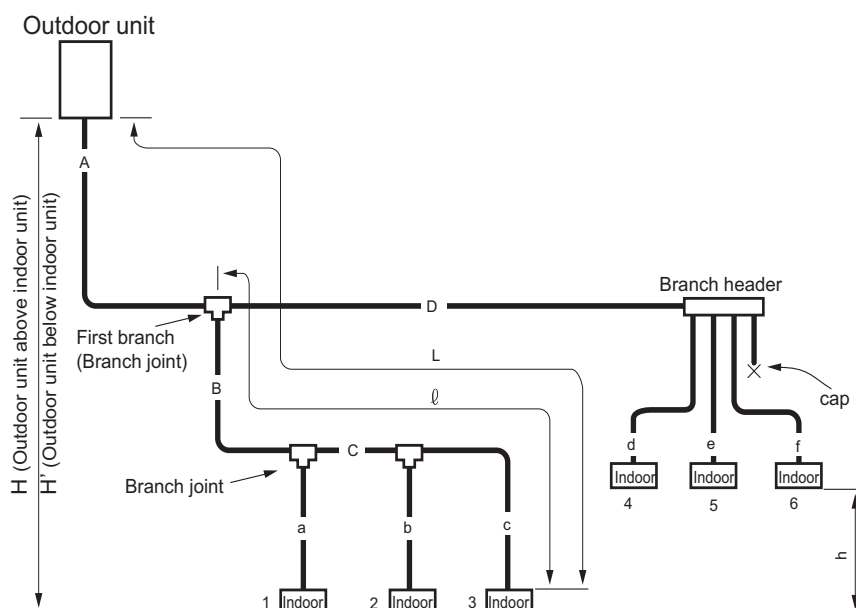 Outdoor unit
A
H (Outdoor unit above indoor unit)
H' (Outdoor unit below indoor unit)
Branch header
D
First branch
(Branch joint)
L
B
ℓ
cap
d
e
f
C
Indoor
Indoor
Indoor
Branch joint
4
5
6
a
b
c
h
1
Indoor
2
Indoor
3
Indoor